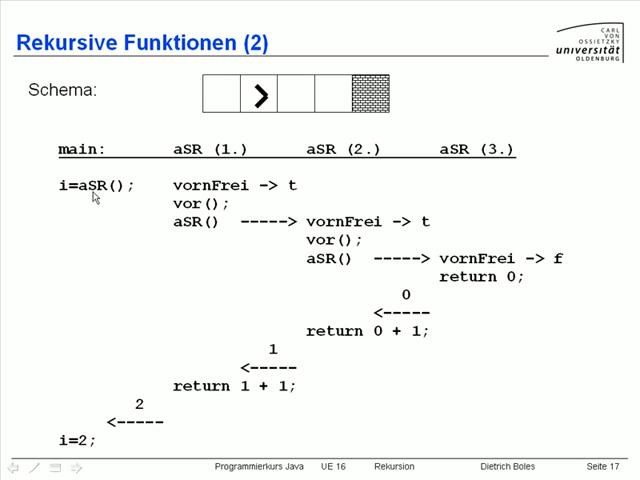 Rekursive Funktionen (2)
CARL
VON
OSSIETZKY
universität
OLDENBURG
Schema:
main: aSR (1.) aSR (2.) aSR (3.)
i=aSR(); vornFrei -> t
vor();
aSR() -----> vornFrei -> t
vor();
aSR() -----> vornFrei -> f
return 0;
0
<-----
return 0 + 1;
1
<-----
return 1 + 1;
2
<-----
i=2;
Programmierkurs Java UE 16 Rekursion Dietrich Boles Seite 17